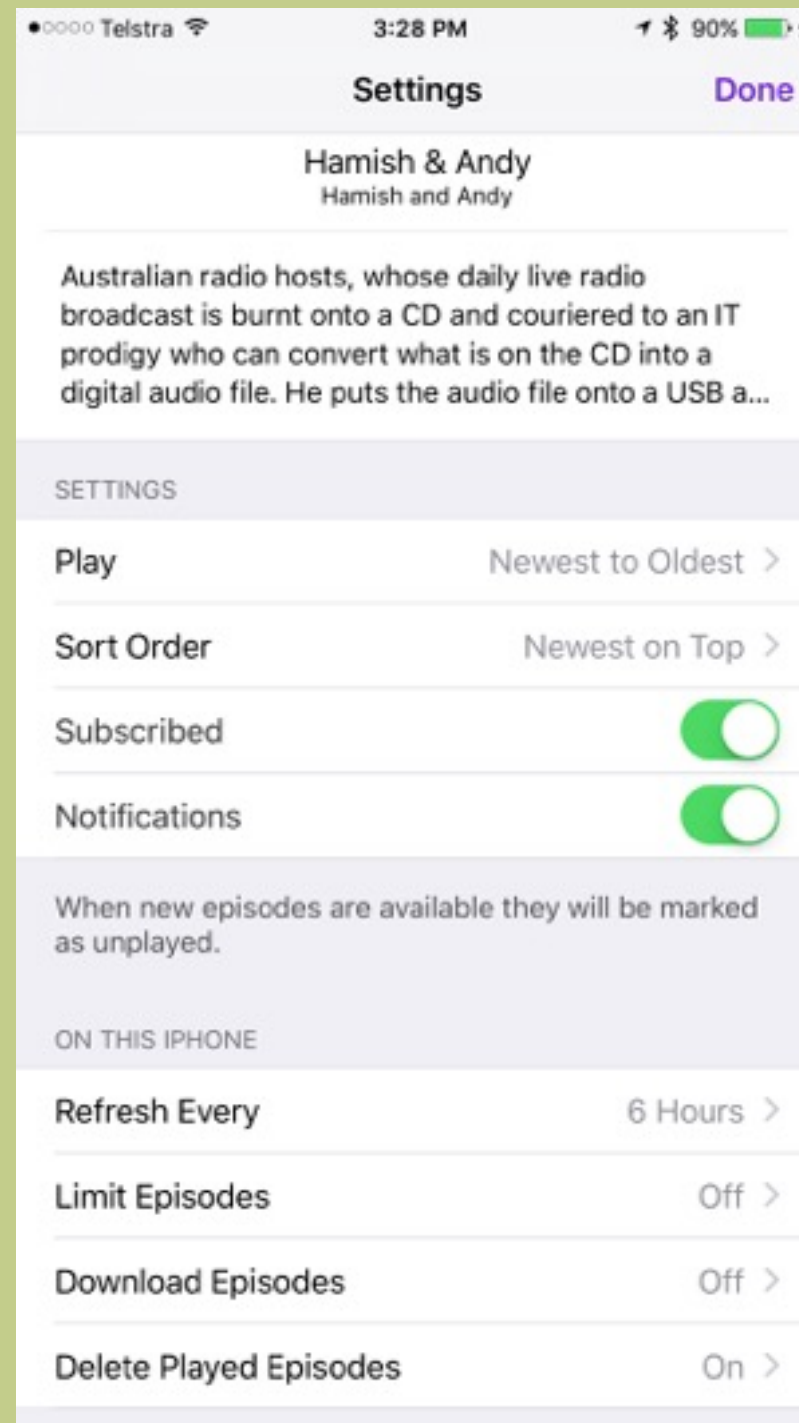 Telstra 3:28 PM 90%
Settings Done
Hamish & Andy
Hamish and Andy
Australian radio hosts, whose daily live radio
broadcast is burnt onto a CD and couriered to an IT
prodigy who can convert what is on the CD into a
digital audio file. He puts the audio file onto a USB a...
SETTINGS
Play Newest to Oldest >
Sort Order Newest on Top >
Subscribed
Notifications
When new episodes are available they will be marked
as unplayed.
ON THIS IPHONE
Refresh Every 6 Hours >
Limit Episodes Off >
Download Episodes Off >
Delete Played Episodes On >